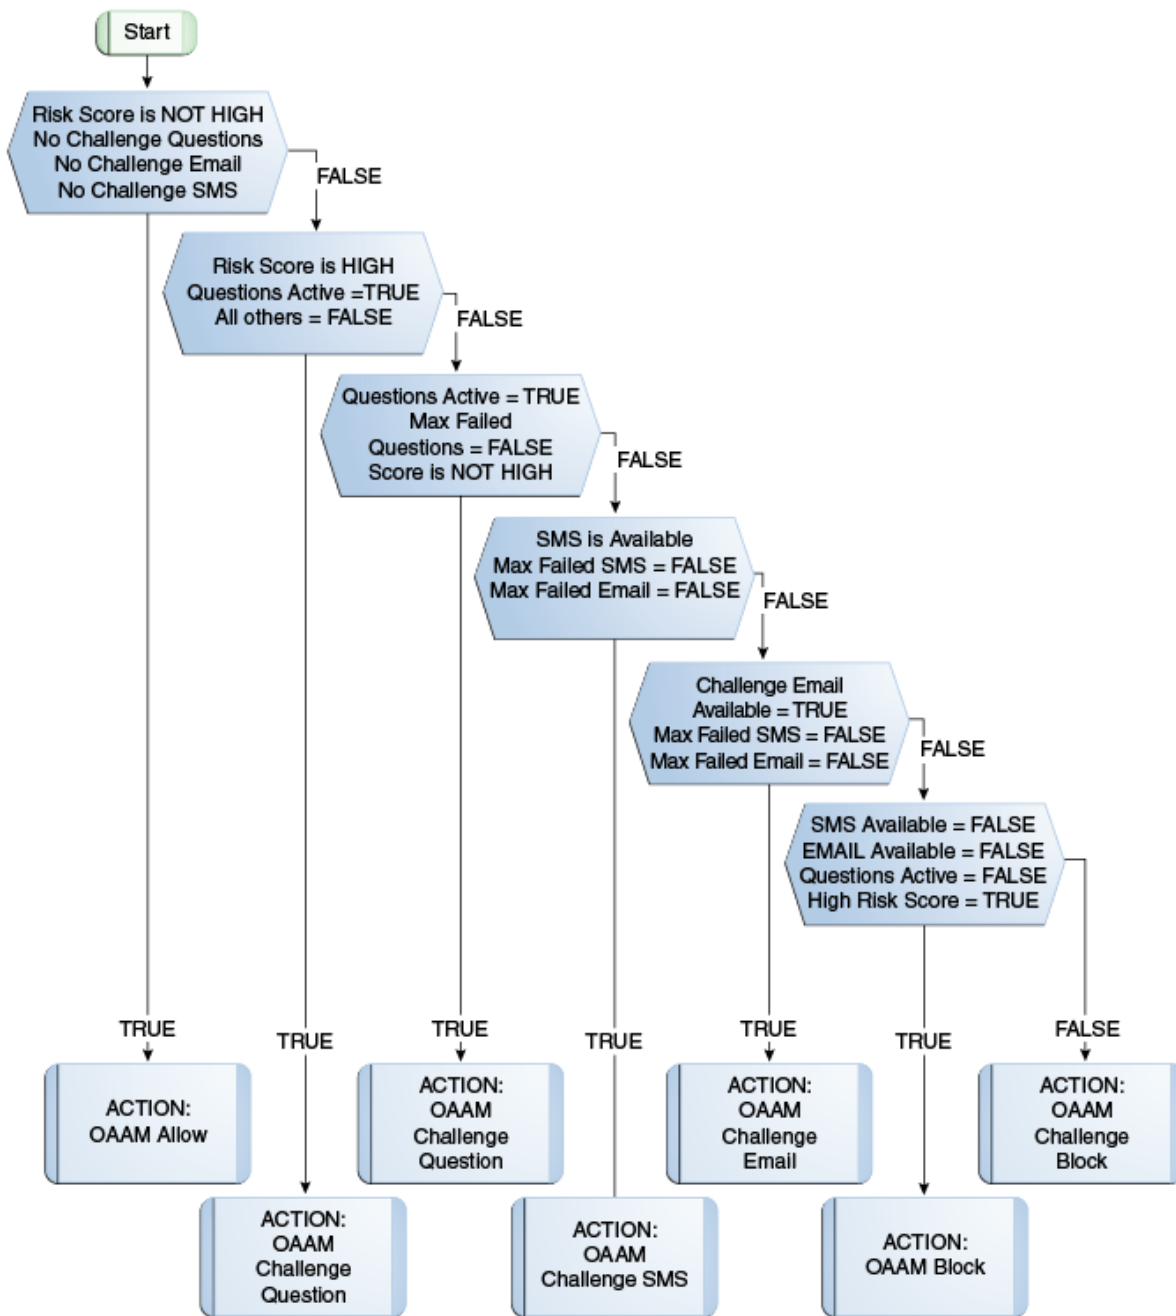 Start
Risk Score is NOT HIGH
No Challenge Questions
No Challenge Email
No Challenge SMS
FALSE
Risk Score is HIGH
Questions Active =TRUE
All others = FALSE
FALSE
Questions Active = TRUE
Max Failed
Questions = FALSE
Score is NOT HIGH
FALSE
SMS is Available
Max Failed SMS = FALSE
Max Failed Email = FALSE
FALSE
Challenge Email
Available = TRUE
Max Failed SMS = FALSE
Max Failed Email = FALSE
FALSE
SMS Available = FALSE
EMAIL Available = FALSE
Questions Active = FALSE
High Risk Score = TRUE
TRUE
TRUE
TRUE
TRUE
TRUE
TRUE
FALSE
ACTION:
OAAM Allow
ACTION:
OAAM
Challenge
Question
ACTION:
OAAM
Challenge
Email
ACTION:
OAAM
Challenge
Block
ACTION:
OAAM
Challenge
Question
ACTION:
OAAM
Challenge SMS
ACTION:
OAAM Block